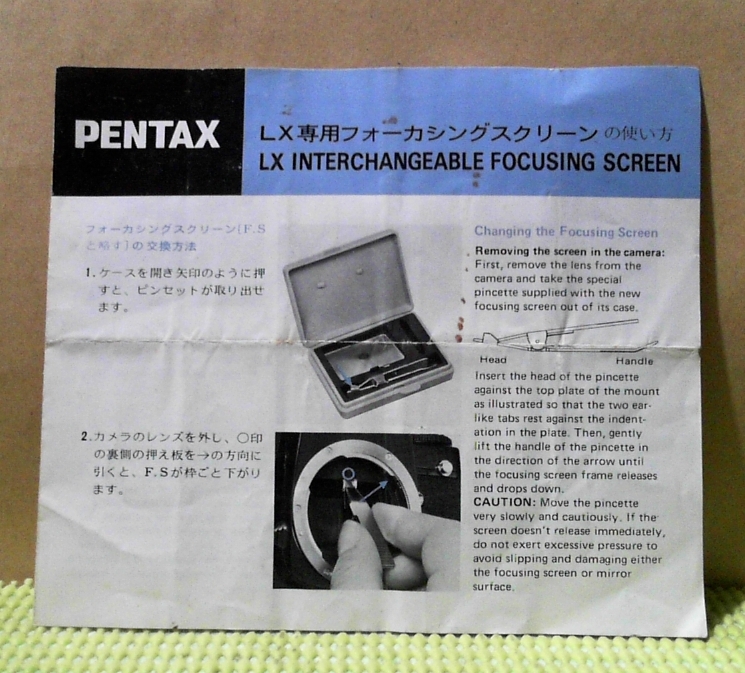 PENTAX
LX専用フォーカシングスクリーンの使い方
LX INTERCHANGEABLE FOCUSING SCREEN
フォーカシングスクリーン[F.S
と略す]の交換方法
1.ケースを開き矢印のように押
すと、ピンセットが取り出せ
ます。
2.カメラのレンズを外し、〇印
の裏側の押え板を→の方向に
引くと、F.Sが枠ごと下がり
ます。
Changing the Focusing Screen
Removing the screen in the camera:
First, remove the lens from the
camera and take the special
pincette supplied with the new
focusing screen out of its case.
Head Handle
Insert the head of the pincette
against the top plate of the mount
as illustrated so that the two ear-
like tabs rest against the indent-
ation in the plate. Then, gently
lift the handle of the pincette in
the direction of the arrow until
the focusing screen frame releases
and drops down.
CAUTION: Move the pincette
very slowly and cautiously. If the
screen doesn't release immediately,
do not exert excessive pressure to
avoid slipping and damaging either
the focusing screen or mirror
surface.